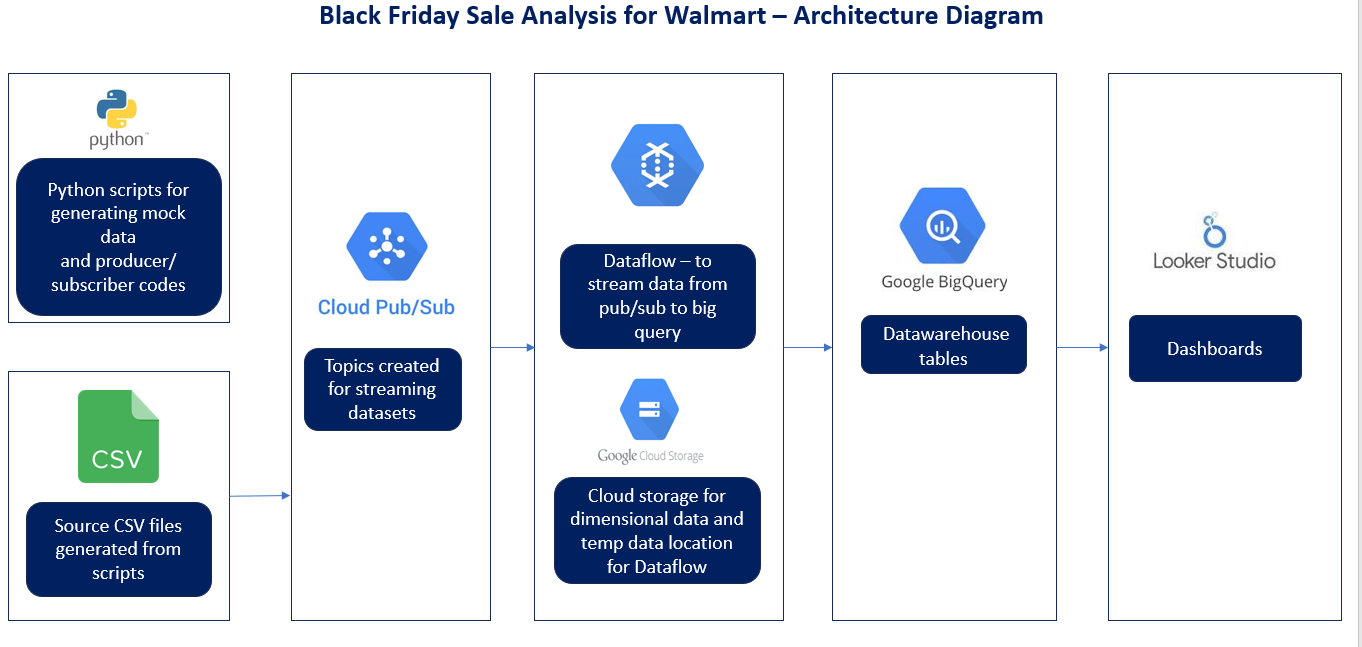 Black Friday Sale Analysis for Walmart – Architecture Diagram
python™
Python scripts for
generating mock
data
and producer/
subscriber codes
CSV
Source CSV files
generated from
scripts
Cloud Pub/Sub
Topics created
for streaming
datasets
Dataflow – to
stream data from
pub/sub to big
query
Google Cloud Storage
Cloud storage for
dimensional data and
temp data location
for Dataflow
Google BigQuery
Datawarehouse
tables
Looker Studio
Dashboards